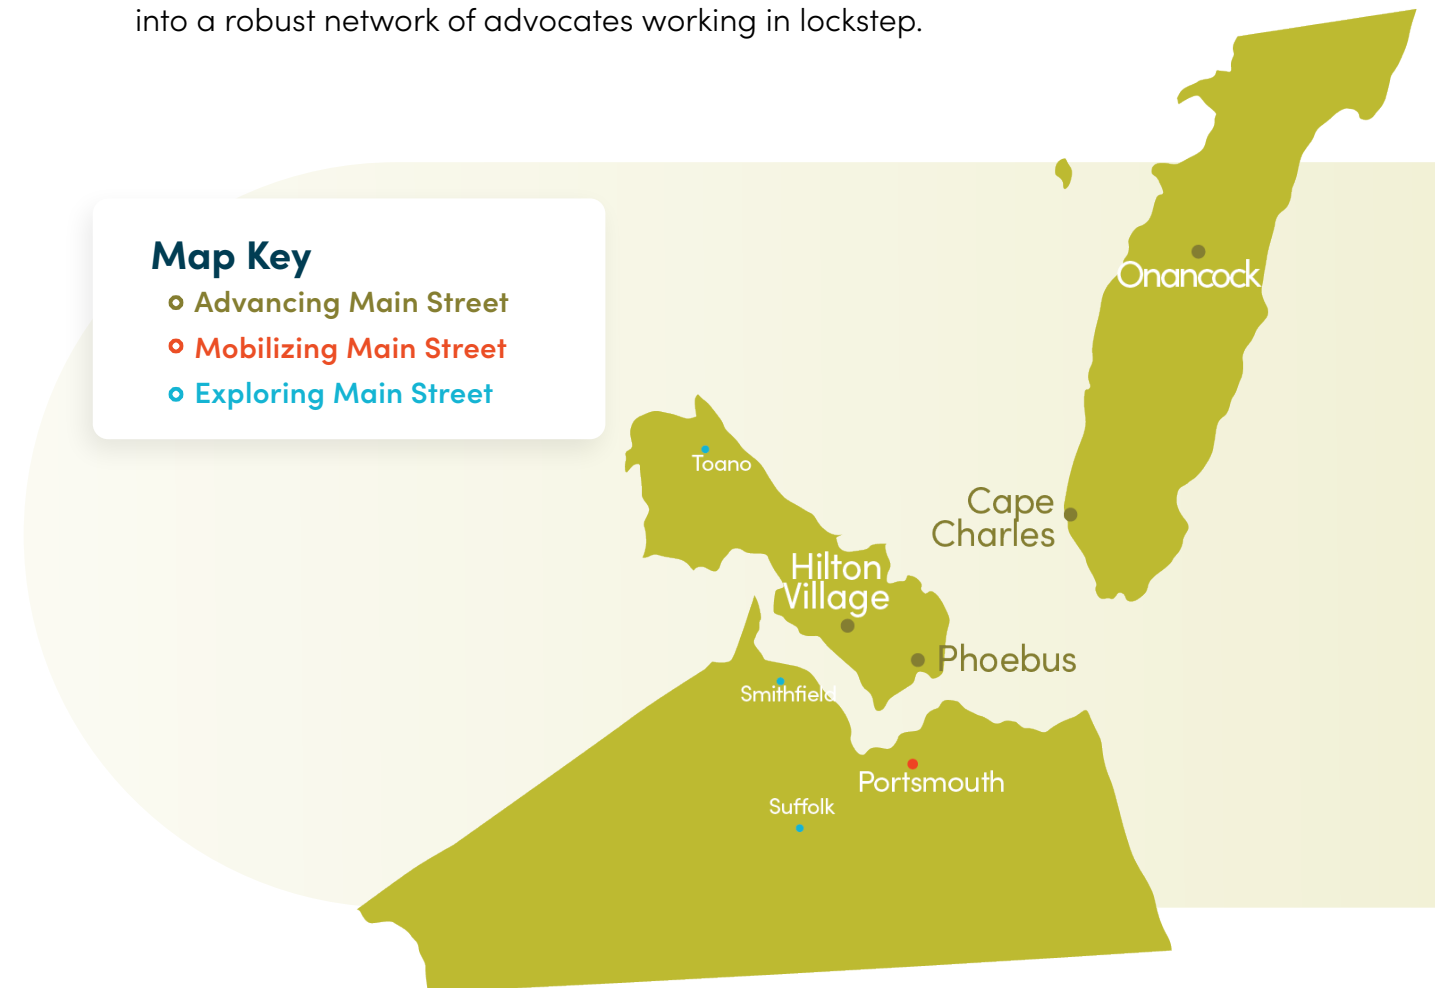 into a robust network of advocates working in lockstep.
Map Key
Advancing Main Street
Mobilizing Main Street
Exploring Main Street
Onancock
Toano
Cape
Charles
Hilton
Village
Phoebus
Smithfield
Portsmouth
Suffolk